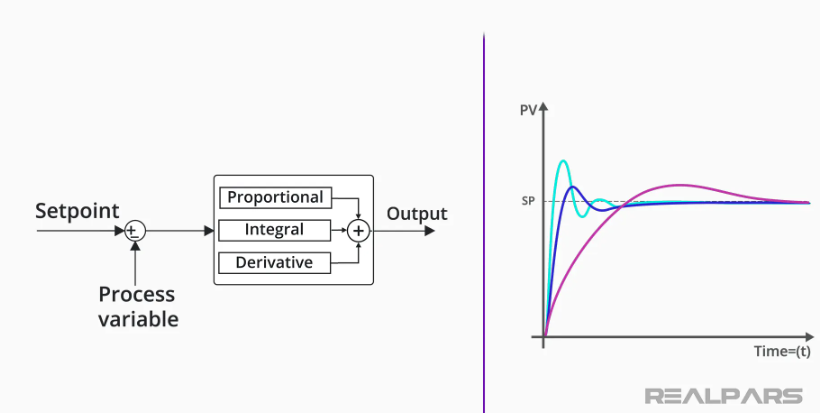 Setpoint
+
−
Process
variable
Proportional
Integral
Derivative
+
Output
PV
SP
Time=(t)
REALPARS